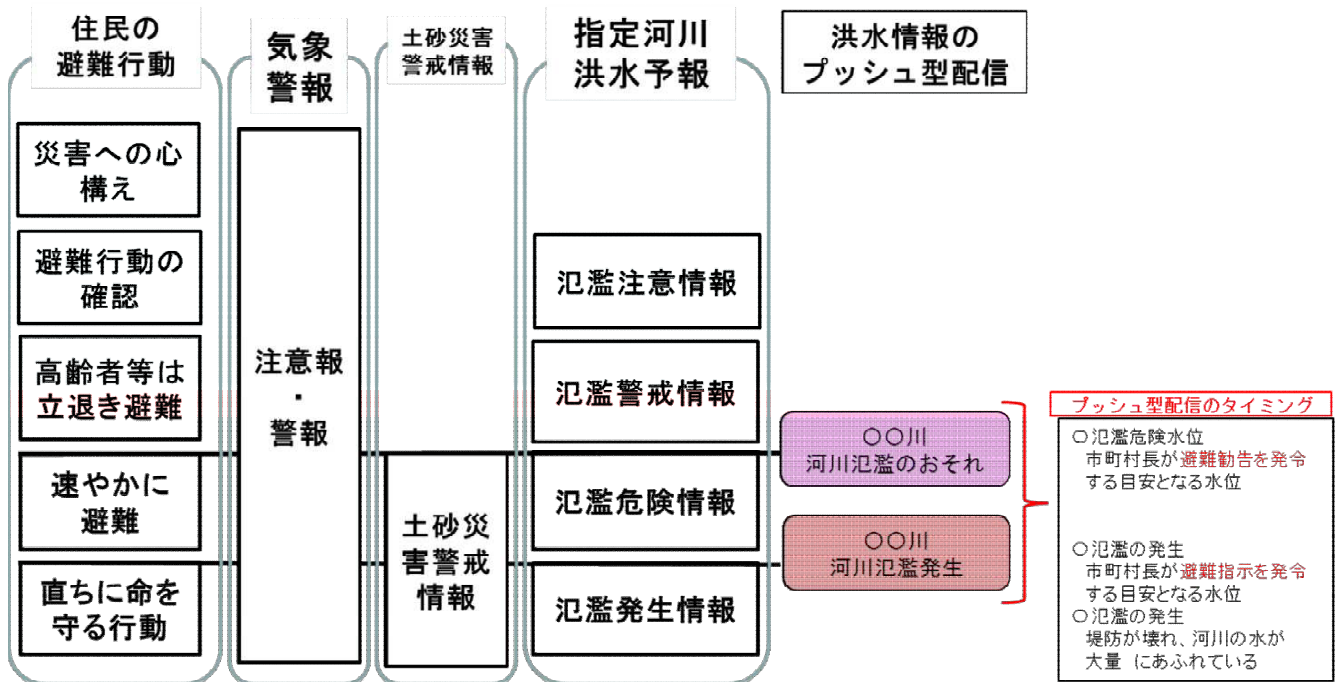 住民の
避難行動
気象
警報
土砂災害
警戒情報
指定河川
洪水予報
洪水情報の
プッシュ型配信
災害への心
構え
避難行動の
確認
高齢者等は
立退き避難
速やかに
避難
直ちに命を
守る行動
注意報
・
警報
土砂災
害警戒
情報
氾濫注意情報
氾濫警戒情報
氾濫危険情報
氾濫発生情報
〇〇川
河川氾濫のおそれ
〇〇川
河川氾濫発生
プッシュ型配信のタイミング
〇氾濫危険水位
市町村長が避難勧告を発令
する目安となる水位
〇氾濫の発生
市町村長が避難指示を発令
する目安となる水位
〇氾濫の発生
堤防が壊れ、河川の水が
大量 にあふれている